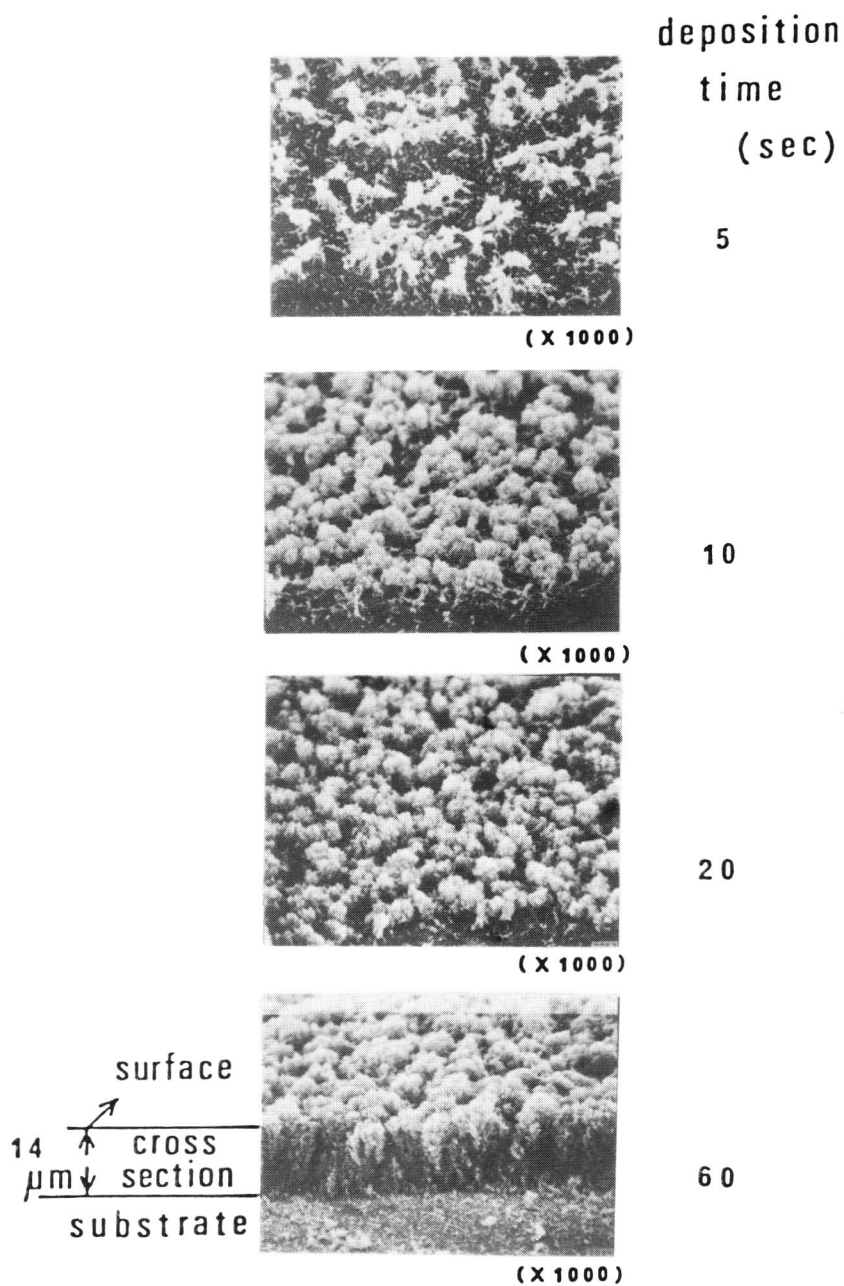 deposition
time
(sec)
5
(X 1000)
10
(X 1000)
20
(X 1000)
surface
14 cross
μm section
60
substrate
(X 1000)